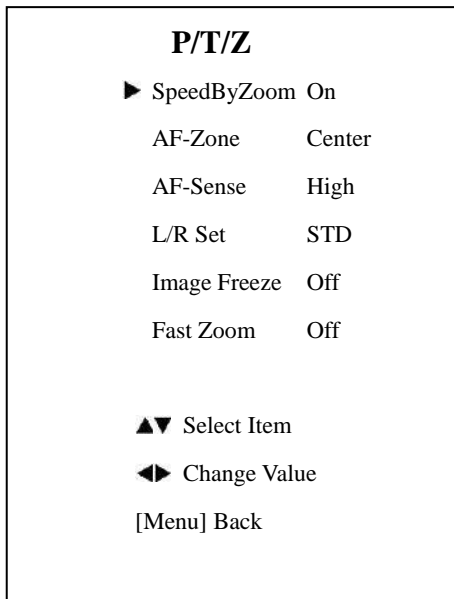 P/T/Z
▶ SpeedByZoom On
AF-Zone Center
AF-Sense High
L/R Set STD
Image Freeze Off
Fast Zoom Off
▲▼ Select Item
◀▶ Change Value
[Menu] Back